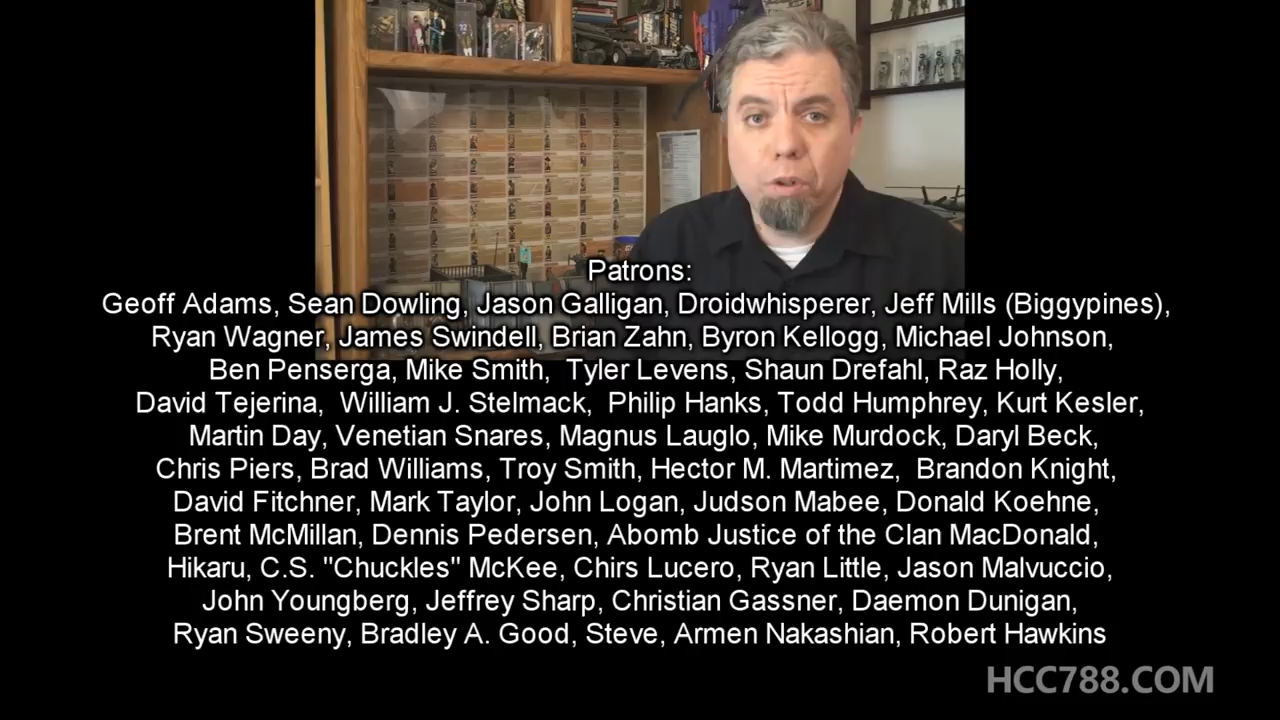 Patrons:
Geoff Adams, Sean Dowling, Jason Galligan, Droidwhisperer, Jeff Mills (Biggypines),
Ryan Wagner, James Swindell, Brian Zahn, Byron Kellogg, Michael Johnson,
Ben Penserga, Mike Smith,  Tyler Levens, Shaun Drefahl, Raz Holly,
David Tejerina,  William J. Stelmack,  Philip Hanks, Todd Humphrey, Kurt Kesler,
Martin Day, Venetian Snares, Magnus Lauglo, Mike Murdock, Daryl Beck,
Chris Piers, Brad Williams, Troy Smith, Hector M. Martimez,  Brandon Knight,
David Fitchner, Mark Taylor, John Logan, Judson Mabee, Donald Koehne,
Brent McMillan, Dennis Pedersen, Abomb Justice of the Clan MacDonald,
Hikaru, C.S. "Chuckles" McKee, Chirs Lucero, Ryan Little, Jason Malvuccio,
John Youngberg, Jeffrey Sharp, Christian Gassner, Daemon Dunigan,
Ryan Sweeny, Bradley A. Good, Steve, Armen Nakashian, Robert Hawkins
HCC788.COM